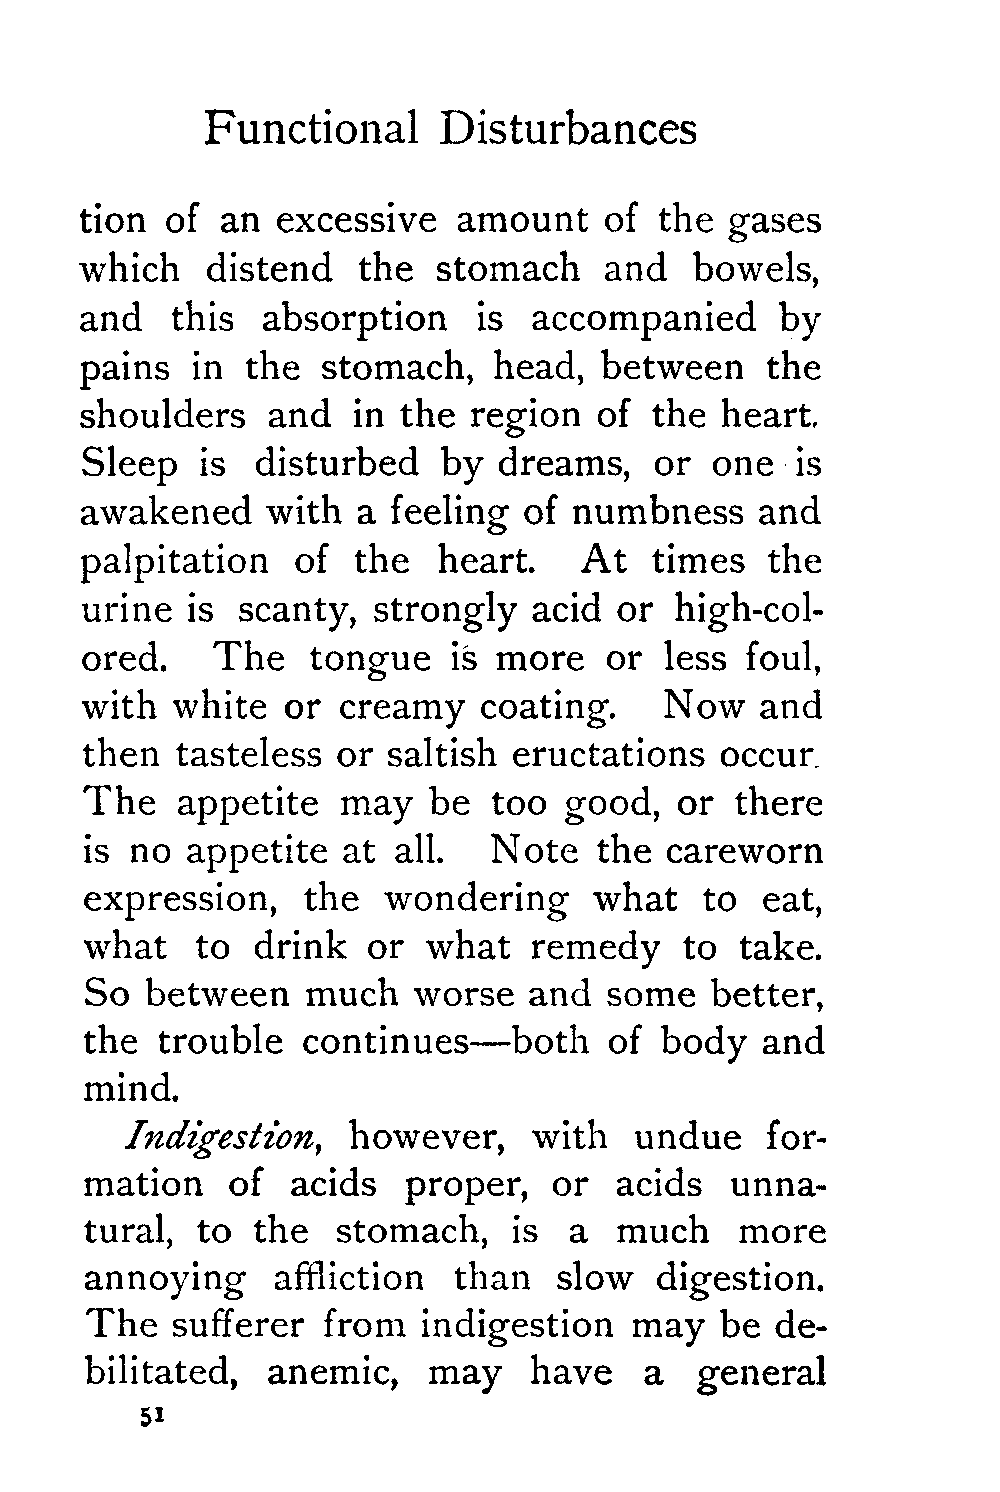 Functional Disturbances
tion of an excessive amount of the gases
which distend the stomach and bowels,
and this absorption is accompanied by
pains in the stomach, head, between the
shoulders and in the region of the heart.
Sleep is disturbed by dreams, or one is
awakened with a feeling of numbness and
palpitation of the heart. At times the
urine is scanty, strongly acid or high-col-
ored. The tongue is more or less foul,
with white or creamy coating. Now and
then tasteless or saltish eructations occur.
The appetite may be too good, or there
is no appetite at all. Note the careworn
expression, the wondering what to eat,
what to drink or what remedy to take.
So between much worse and some better,
the trouble continues—both of body and
mind.
Indigestion, however, with undue for-
mation of acids proper, or acids unna-
tural, to the stomach, is a much more
annoying affliction than slow digestion.
The sufferer from indigestion may be de-
bilitated, anemic, may have a general
51